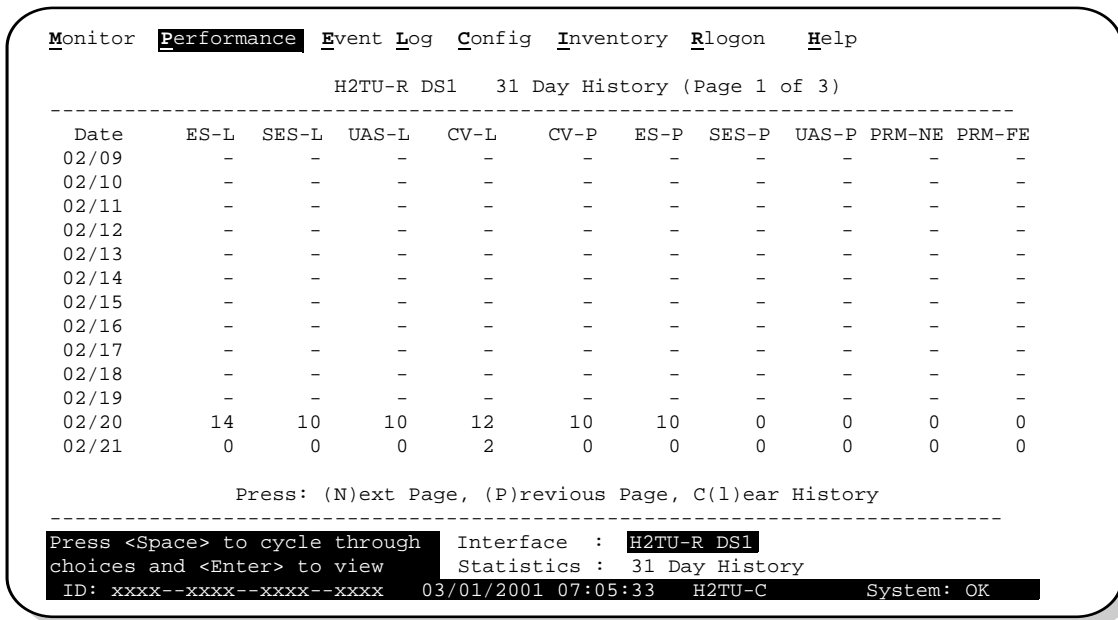 Monitor Performance Event Log Config Inventory Rlogon Help
H2TU-R DS1 31 Day History (Page 1 of 3)
--------------------------------------------------------------------------------
Date ES-L SES-L UAS-L CV-L CV-P ES-P SES-P UAS-P PRM-NE PRM-FE
02/09 - - - - - - - - - -
02/10 - - - - - - - - - -
02/11 - - - - - - - - - -
02/12 - - - - - - - - - -
02/13 - - - - - - - - - -
02/14 - - - - - - - - - -
02/15 - - - - - - - - - -
02/16 - - - - - - - - - -
02/17 - - - - - - - - - -
02/18 - - - - - - - - - -
02/19 - - - - - - - - - -
02/20 14 10 10 12 10 10 0 0 0 0
02/21 0 0 0 2 0 0 0 0 0 0
Press: (N)ext Page, (P)revious Page, C(l)ear History
-------------------------------------------------------------------------------
Press <Space> to cycle through Interface : H2TU-R DS1
choices and <Enter> to view Statistics : 31 Day History
ID: xxxx--xxxx--xxxx--xxxx 03/01/2001 07:05:33 H2TU-C System: OK